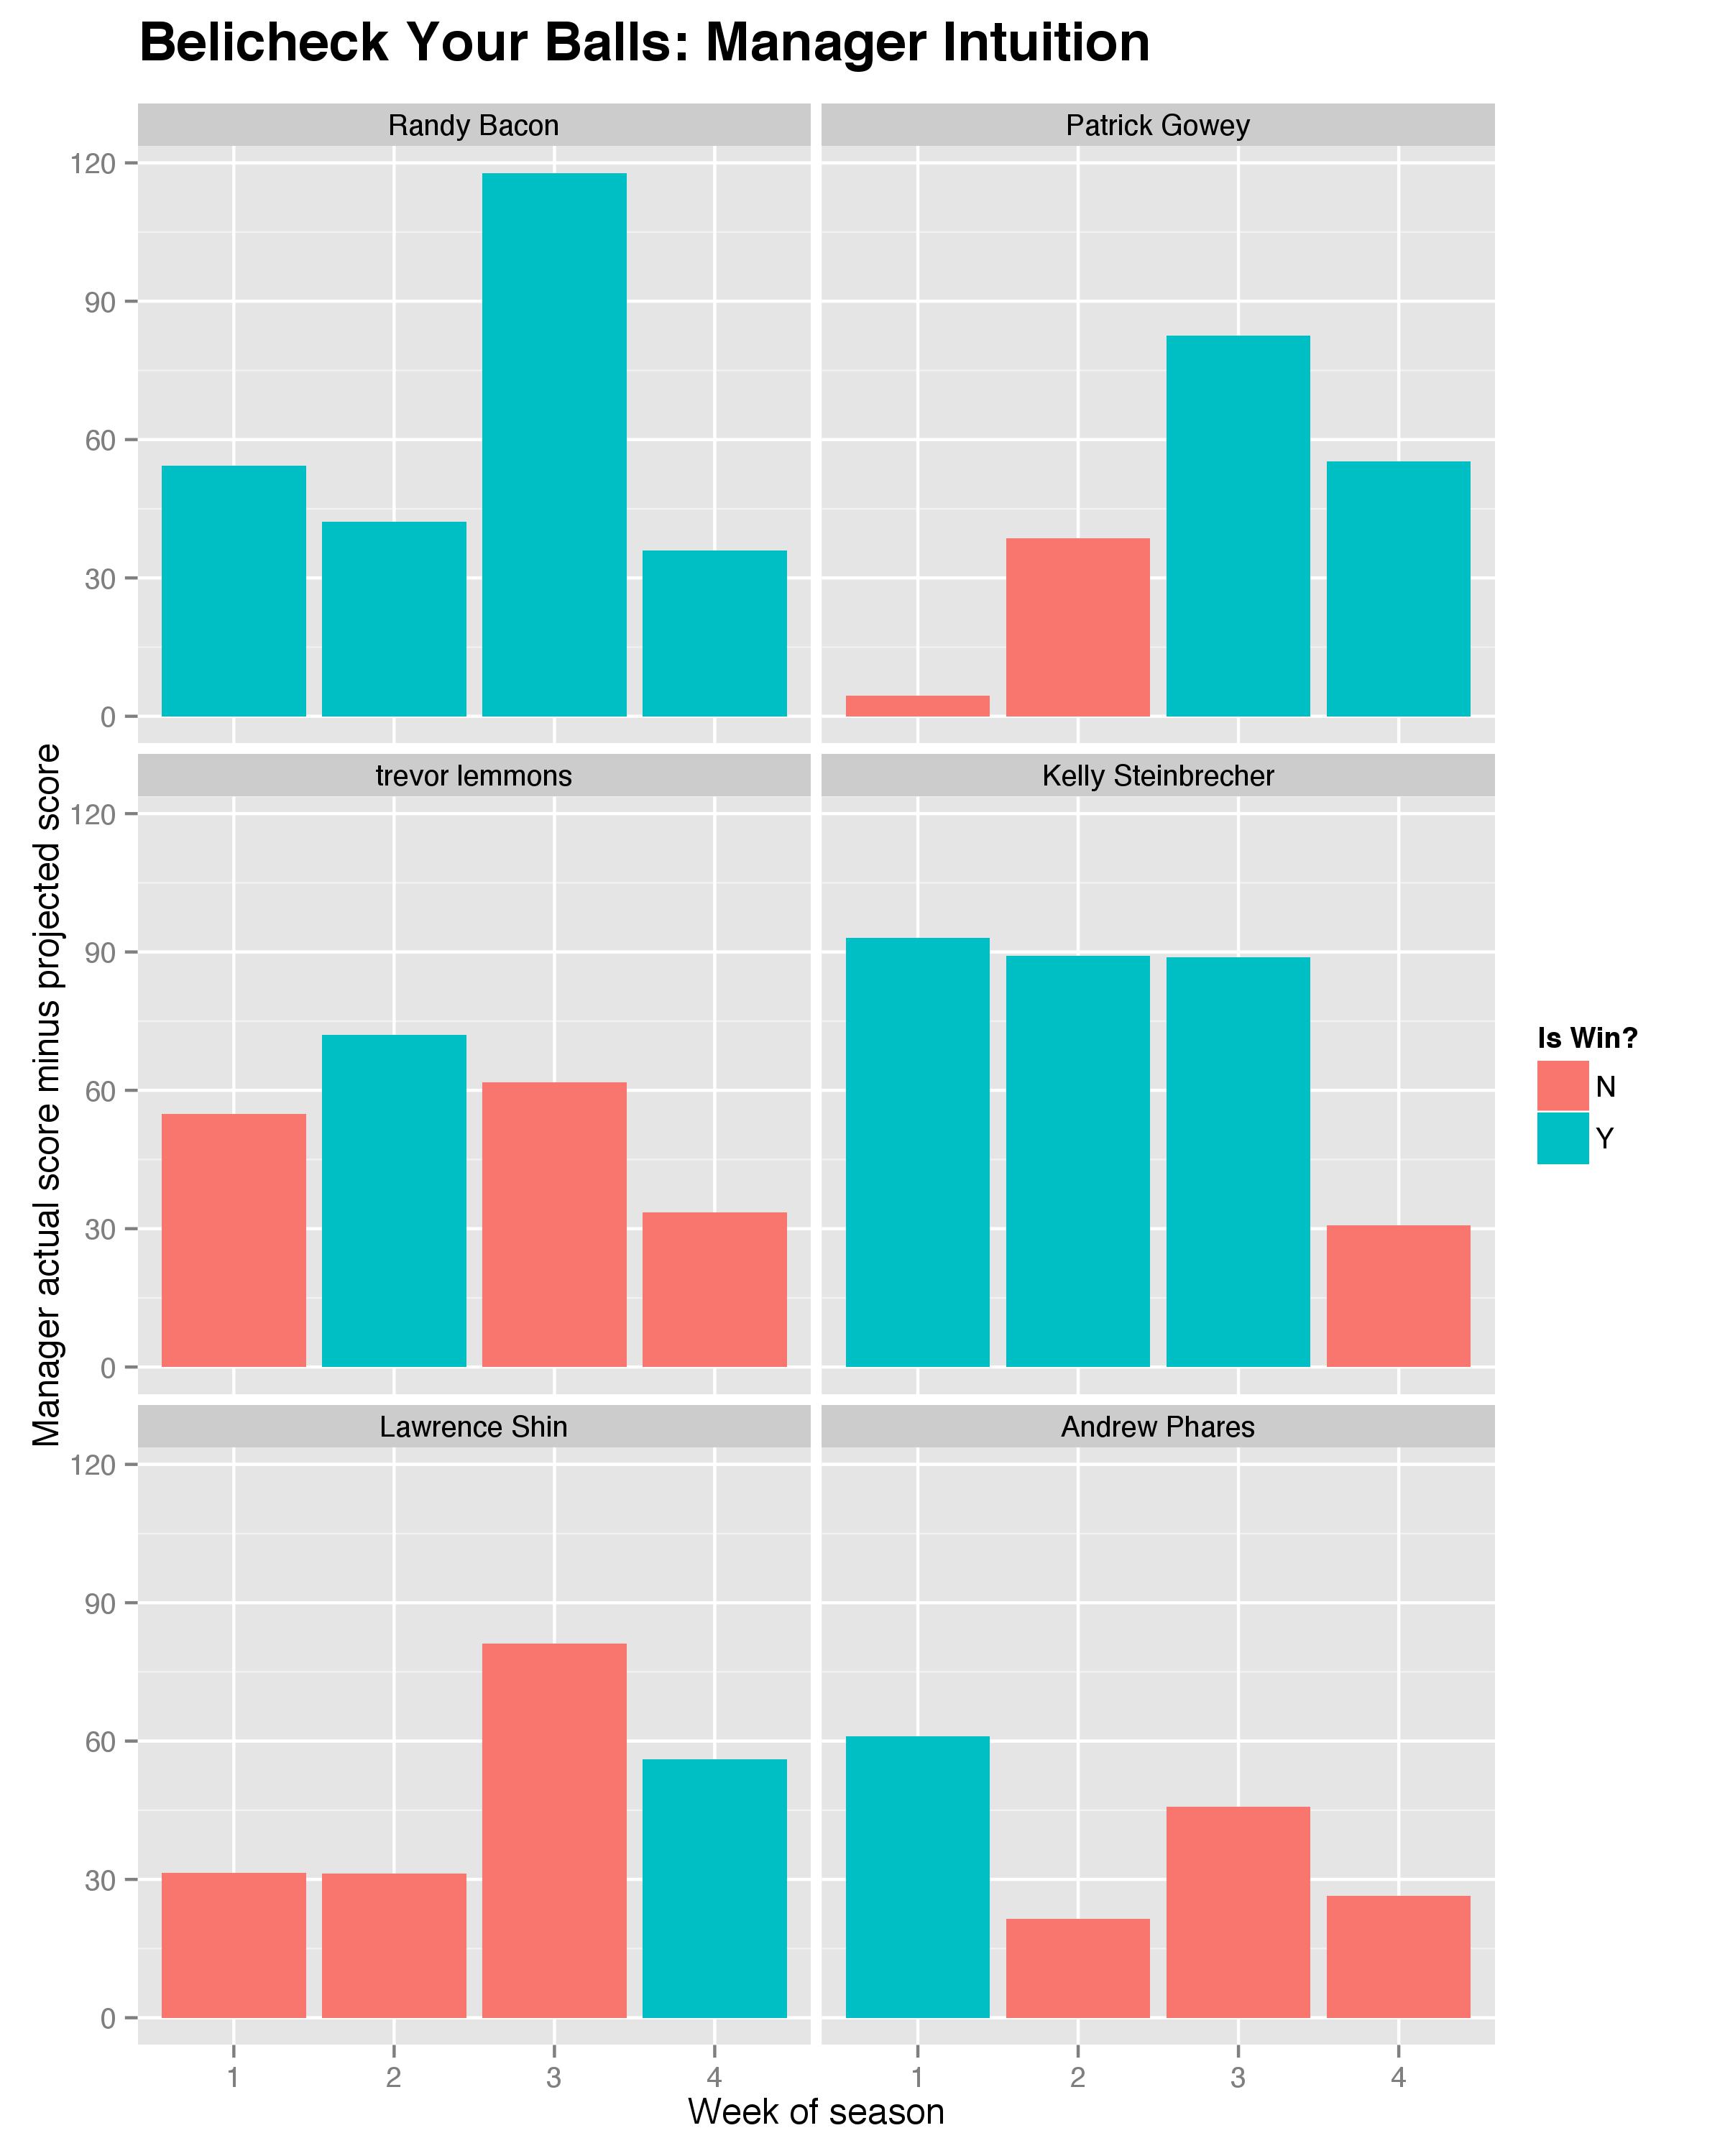 Belicheck Your Balls: Manager Intuition
Randy Bacon
Patrick Gowey
120
90
60
30
0
trevor lemmons
Kelly Steinbrecher
120
90
60
30
0
Lawrence Shin
Andrew Phares
120
90
60
30
0
1 2 3 4 1 2 3 4
Week of season
Manager actual score minus projected score
Is Win?
N
Y